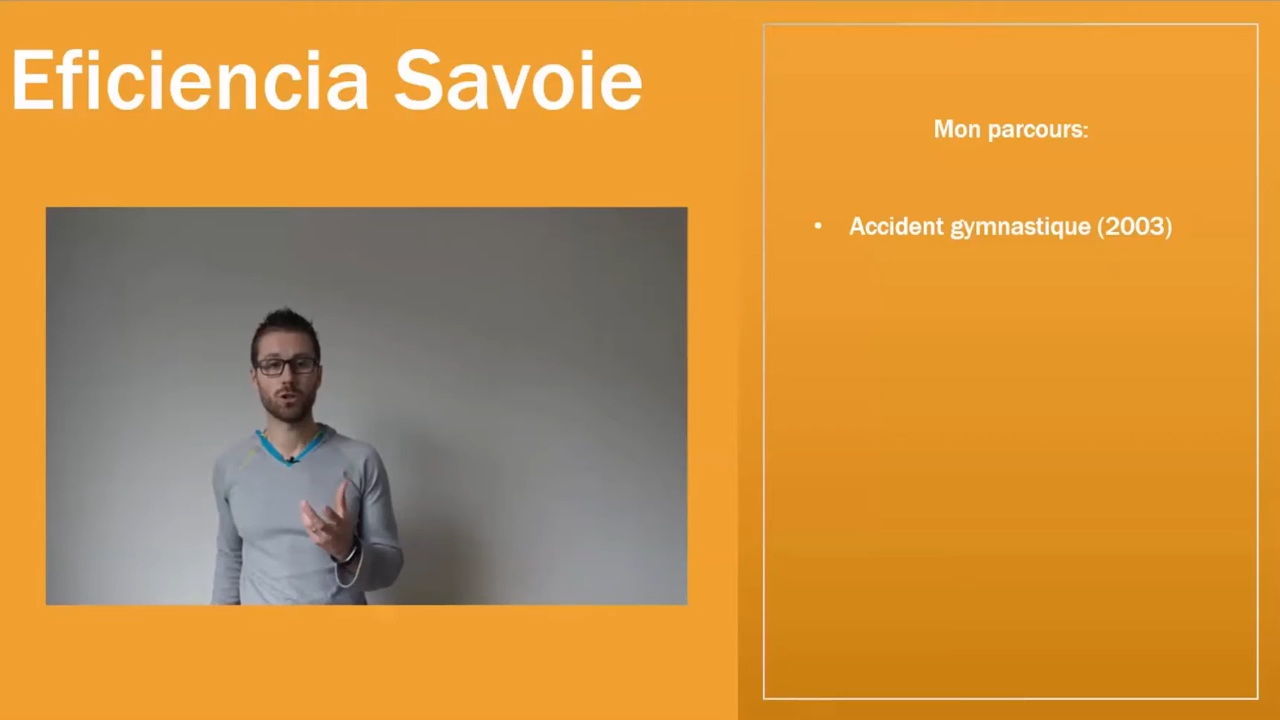 Eficiencia Savoie
Mon parcours:
• Accident gymnastique (2003)